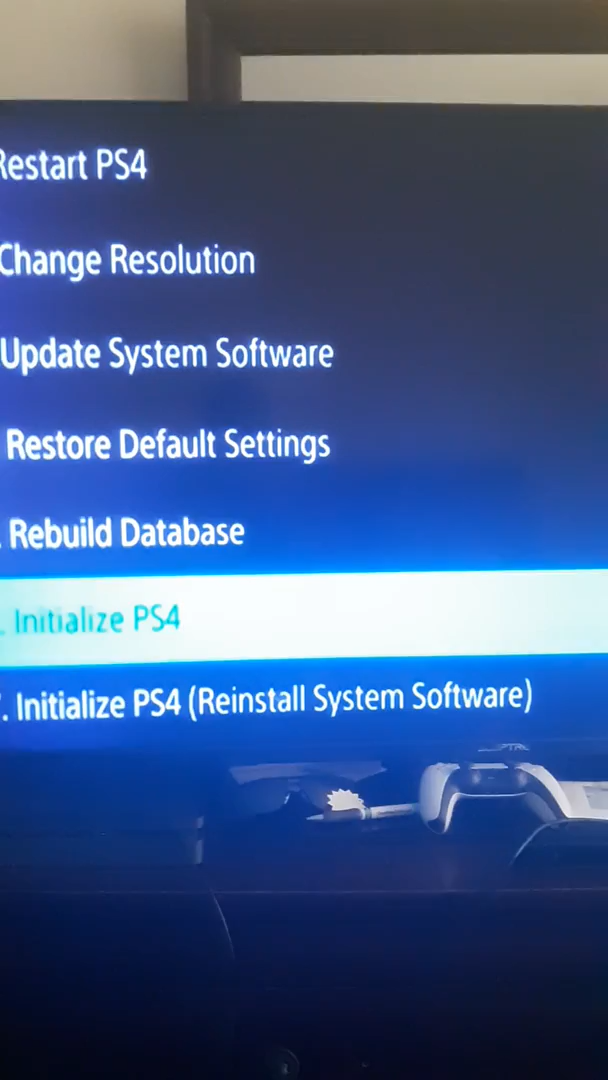 Restart PS4
Change Resolution
Update System Software
Restore Default Settings
. Rebuild Database
. Initialize PS4
. Initialize PS4 (Reinstall System Software)